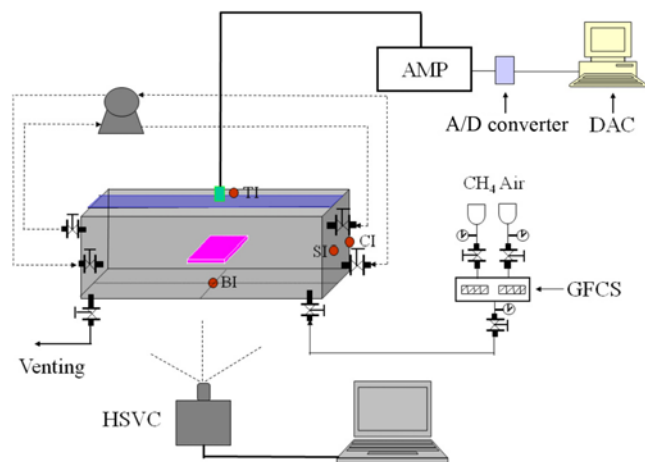 AMP
A/D converter
DAC
TI
CH4 Air
CI
SI
BI
GFCS
Venting
HSVC